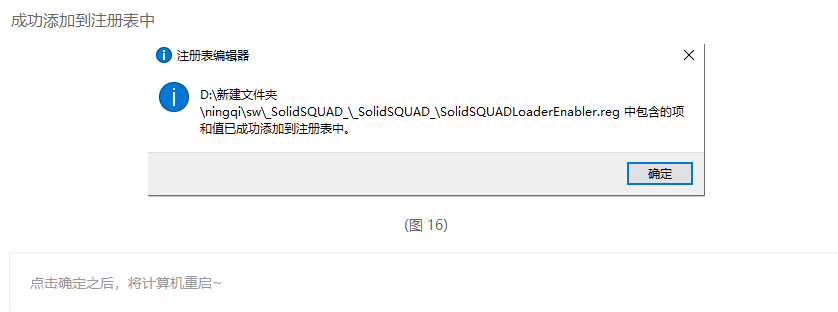 成功添加到注册表中
注册表编辑器
D:\新建文件夹
\ningqi\sw\_SolidSQUAD_\_SolidSQUAD_\SolidSQUADLoaderEnabler.reg 中包含的项
和值已成功添加到注册表中。
确定
(图 16)
点击确定之后，将计算机重启~